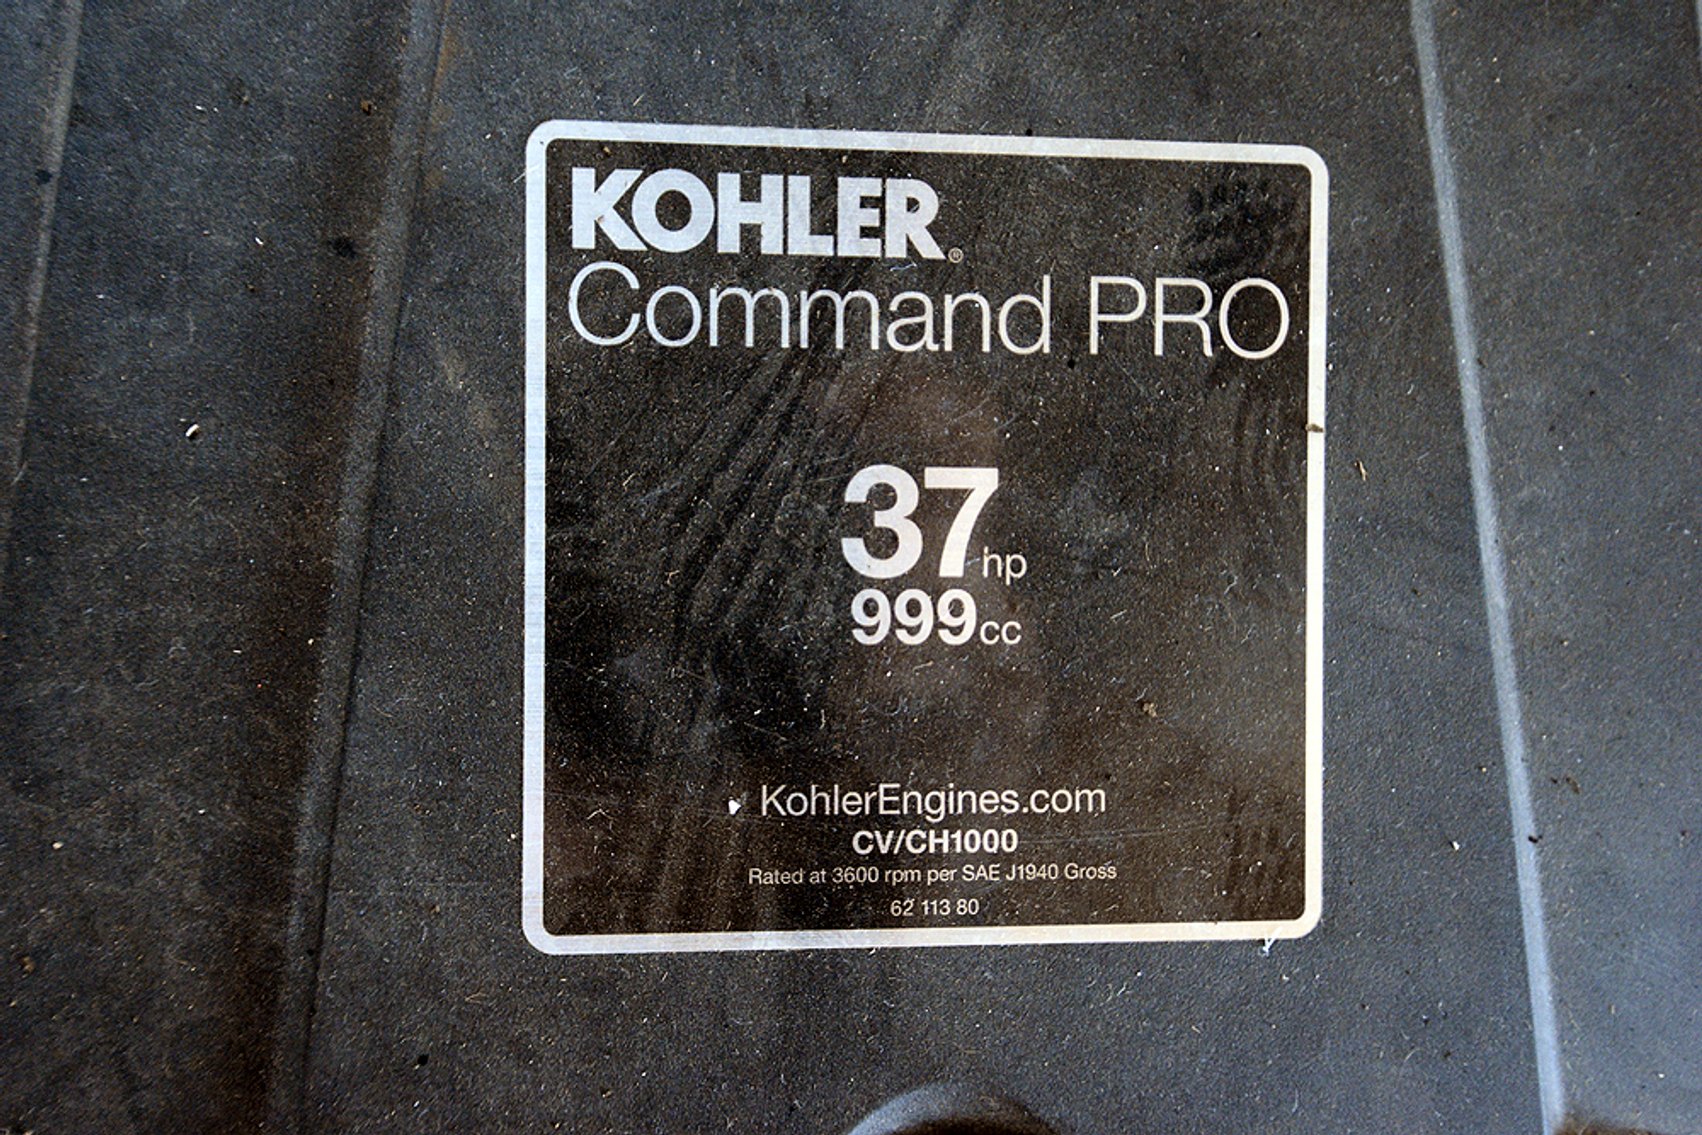 KOHLER®
Command PRO
37hp
999cc
KohlerEngines.com
CV/CH1000
Rated at 3600 rpm per SAE J1940 Gross
62 113 80